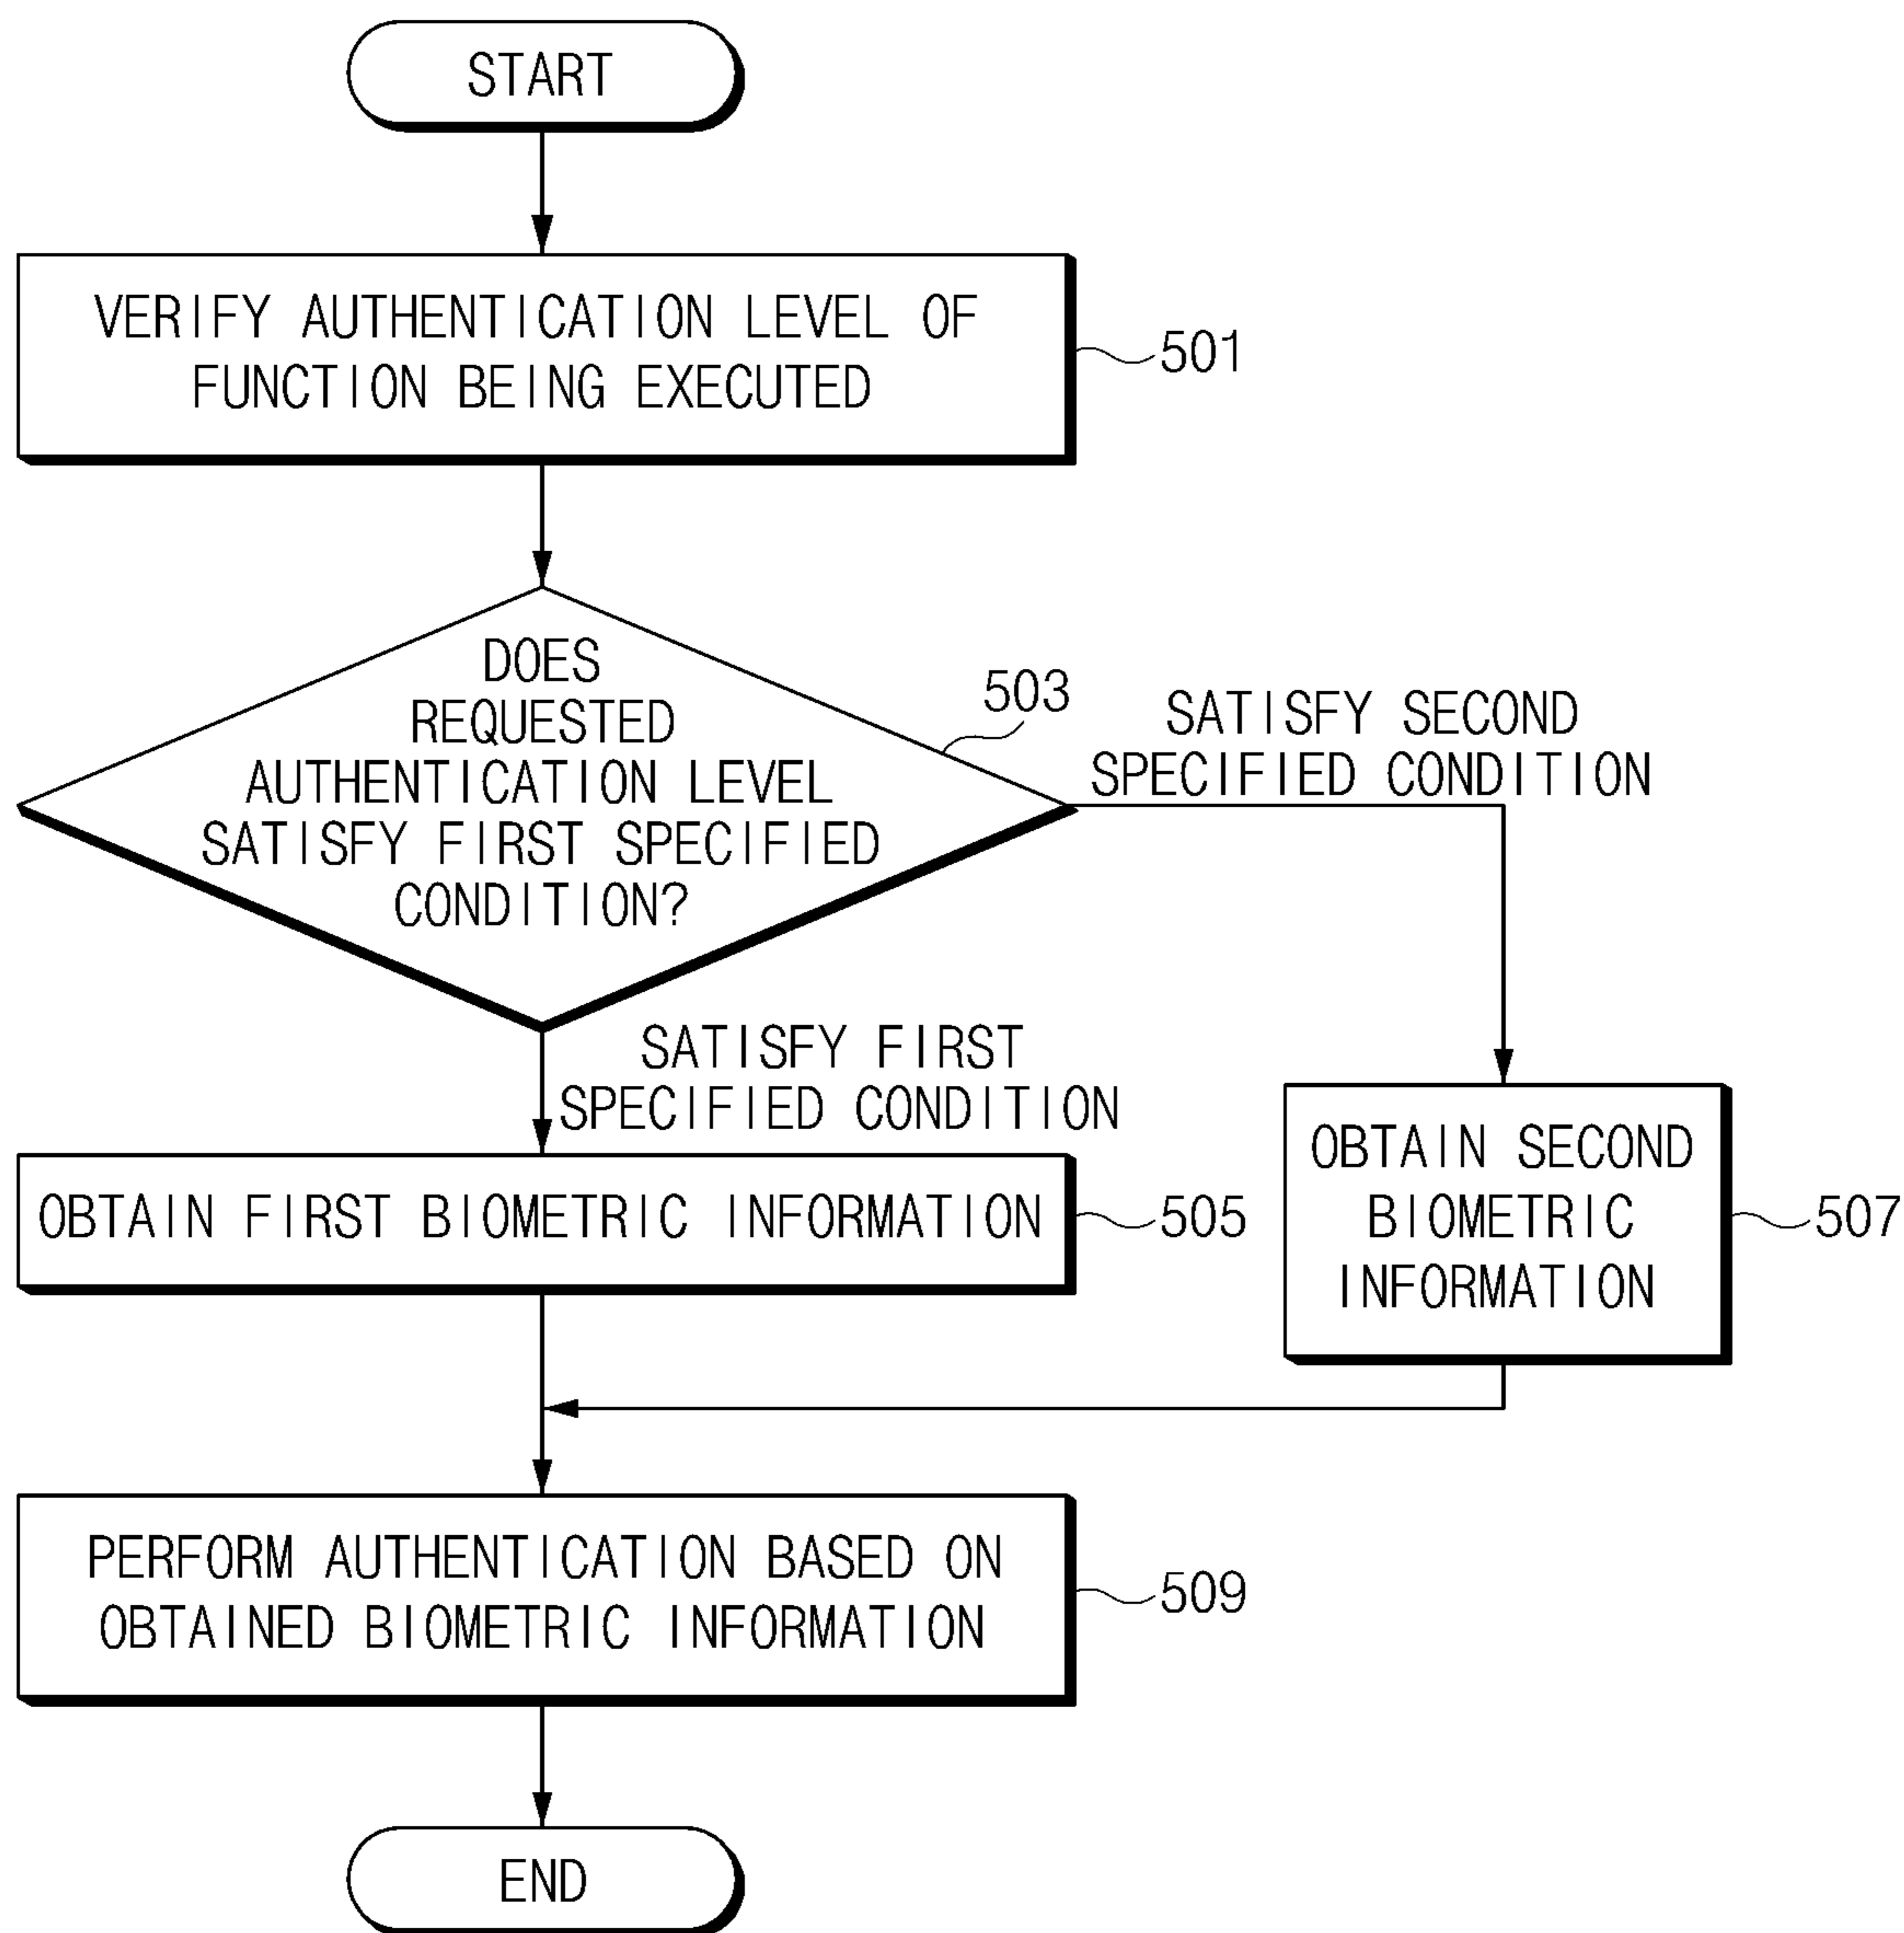 START
VERIFY AUTHENTICATION LEVEL OF
FUNCTION BEING EXECUTED
501
DOES
REQUESTED
AUTHENTICATION LEVEL
SATISFY FIRST SPECIFIED
CONDITION?
503
SATISFY SECOND
SPECIFIED CONDITION
SATISFY FIRST
SPECIFIED CONDITION
OBTAIN FIRST BIOMETRIC INFORMATION
505
OBTAIN SECOND
BIOMETRIC
INFORMATION
507
PERFORM AUTHENTICATION BASED ON
OBTAINED BIOMETRIC INFORMATION
509
END